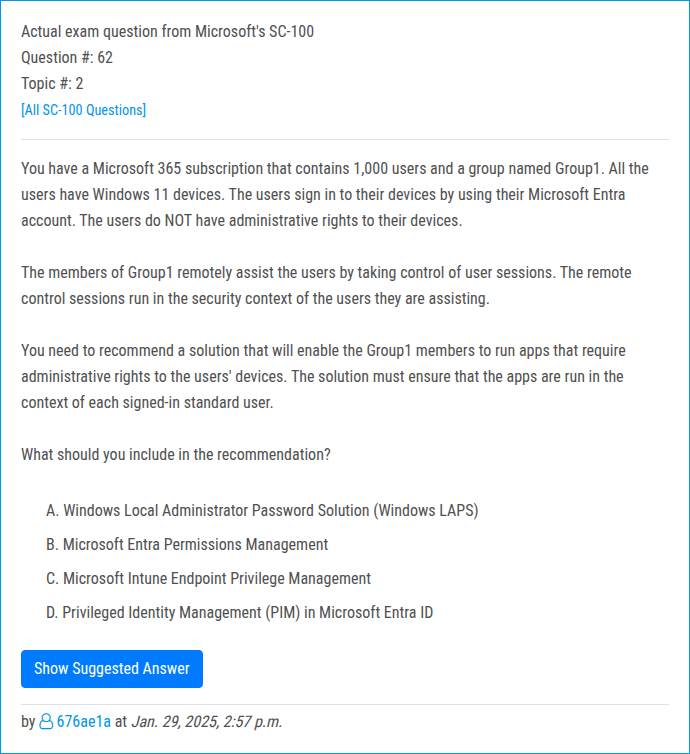 Actual exam question from Microsoft's SC-100
Question #: 62
Topic #: 2
[All SC-100 Questions]
You have a Microsoft 365 subscription that contains 1,000 users and a group named Group1. All the
users have Windows 11 devices. The users sign in to their devices by using their Microsoft Entra
account. The users do NOT have administrative rights to their devices.
The members of Group1 remotely assist the users by taking control of user sessions. The remote
control sessions run in the security context of the users they are assisting.
You need to recommend a solution that will enable the Group1 members to run apps that require
administrative rights to the users' devices. The solution must ensure that the apps are run in the
context of each signed-in standard user.
What should you include in the recommendation?
A. Windows Local Administrator Password Solution (Windows LAPS)
B. Microsoft Entra Permissions Management
C. Microsoft Intune Endpoint Privilege Management
D. Privileged Identity Management (PIM) in Microsoft Entra ID
Show Suggested Answer
by 676ae1a at Jan. 29, 2025, 2:57 p.m.